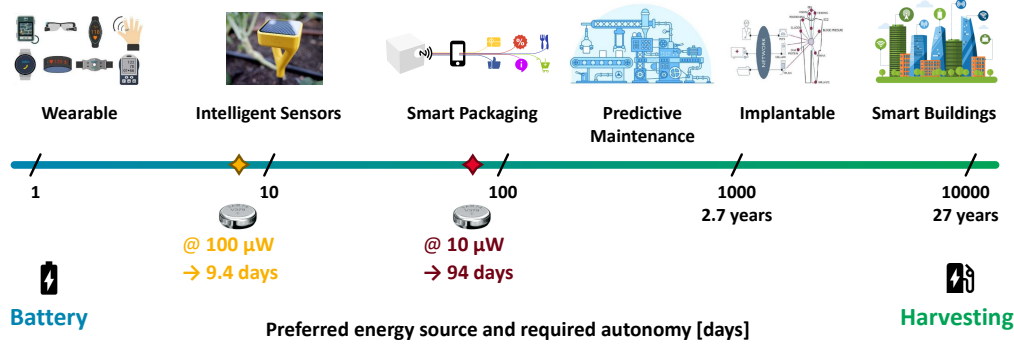 Wearable
Intelligent Sensors
Smart Packaging
Predictive
Maintenance
Implantable
Smart Buildings
1
10
100
1000
10000
2.7 years
27 years
@ 100 µW
→ 9.4 days
@ 10 µW
→ 94 days
Battery
Harvesting
Preferred energy source and required autonomy [days]